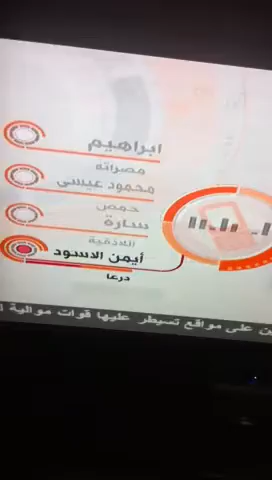 ابراهيم
مصراته
محمود عيسى
حمص
سارة
اللاذقية
أيمن الاسود
درعا
على مواقع تسيطر عليها قوات موالية